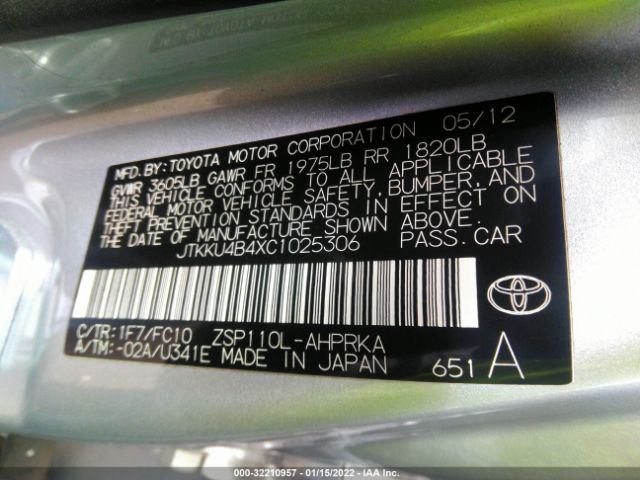 MFD.BY:TOYOTA MOTOR CORPORATION 05/12
GVWR 3605LB GAWR FR 1975LB RR 1820LB
THIS VEHICLE CONFORMS TO ALL APPLICABLE
FEDERAL MOTOR VEHICLE SAFETY, BUMPER, AND
THEFT PREVENTION STANDARDS IN EFFECT ON
THE DATE OF MANUFACTURE SHOWN ABOVE.
JTKKU4B4XC1025306 PASS.CAR
C/TR:1F7/FC10 ZSP110L-AHPRKA
A/TM:-02A/U341E MADE IN JAPAN
651 A
000-32210957 - 01/15/2022 - IAA Inc.